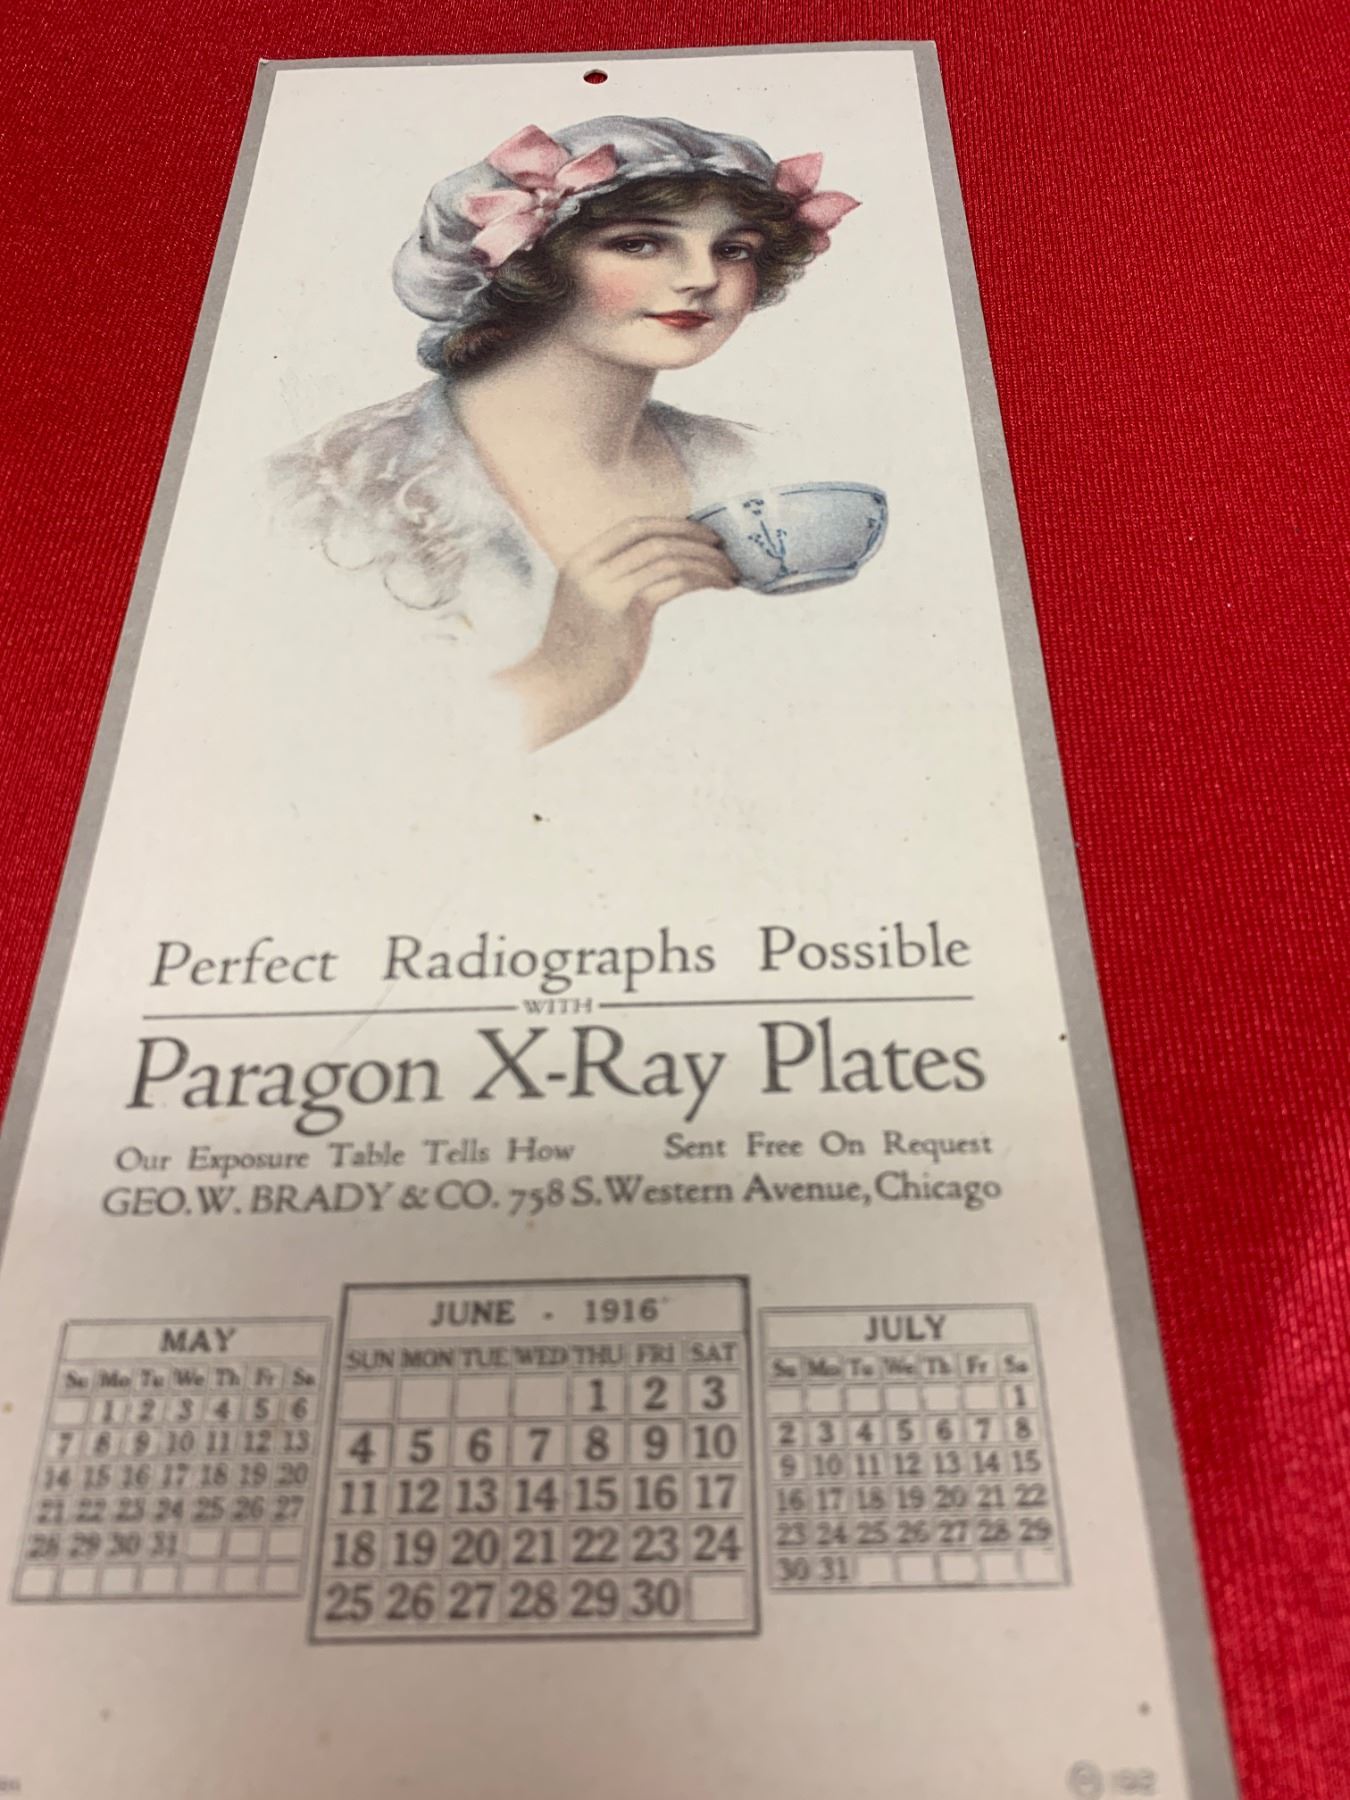 Perfect Radiographs Possible
WITH
Paragon X-Ray Plates
Our Exposure Table Tells How Sent Free On Request
GEO. W. BRADY & CO. 758 S. Western Avenue, Chicago
MAY
Su Mo Tu We Th Fr Sa
1 2 3 4 5 6
7 8 9 10 11 12 13
14 15 16 17 18 19 20
21 22 23 24 25 26 27
28 29 30 31
JUNE - 1916
SUN MON TUE WED THU FRI SAT
1 2 3
4 5 6 7 8 9 10
11 12 13 14 15 16 17
18 19 20 21 22 23 24
25 26 27 28 29 30
JULY
Su Mo Tu We Th Fr Sa
1
2 3 4 5 6 7 8
9 10 11 12 13 14 15
16 17 18 19 20 21 22
23 24 25 26 27 28 29
30 31